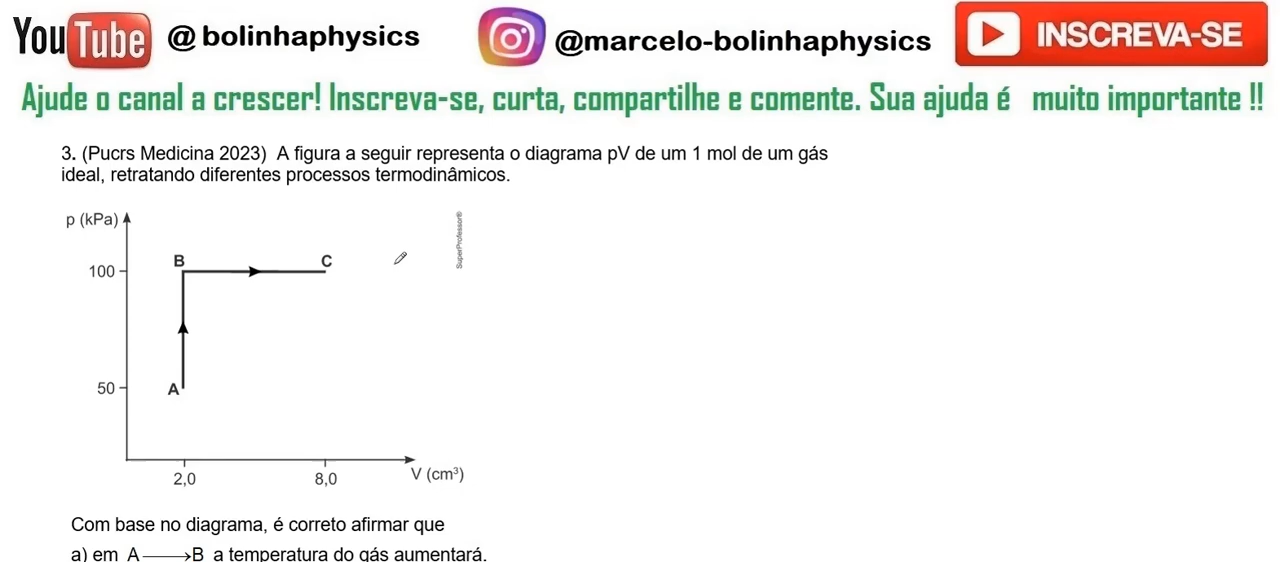 YouTube @bolinhaphysics @marcelo-bolinhaphysics INSCREVA-SE
Ajude o canal a crescer! Inscreva-se, curta, compartilhe e comente. Sua ajuda é muito importante !!
3. (Pucrs Medicina 2023) A figura a seguir representa o diagrama pV de um 1 mol de um gás
ideal, retratando diferentes processos termodinâmicos.
p (kPa)
SuperProfessor®
B C
100
50 A
2,0 8,0 V (cm³)
Com base no diagrama, é correto afirmar que
a) em A⟶B a temperatura do gás aumentará.